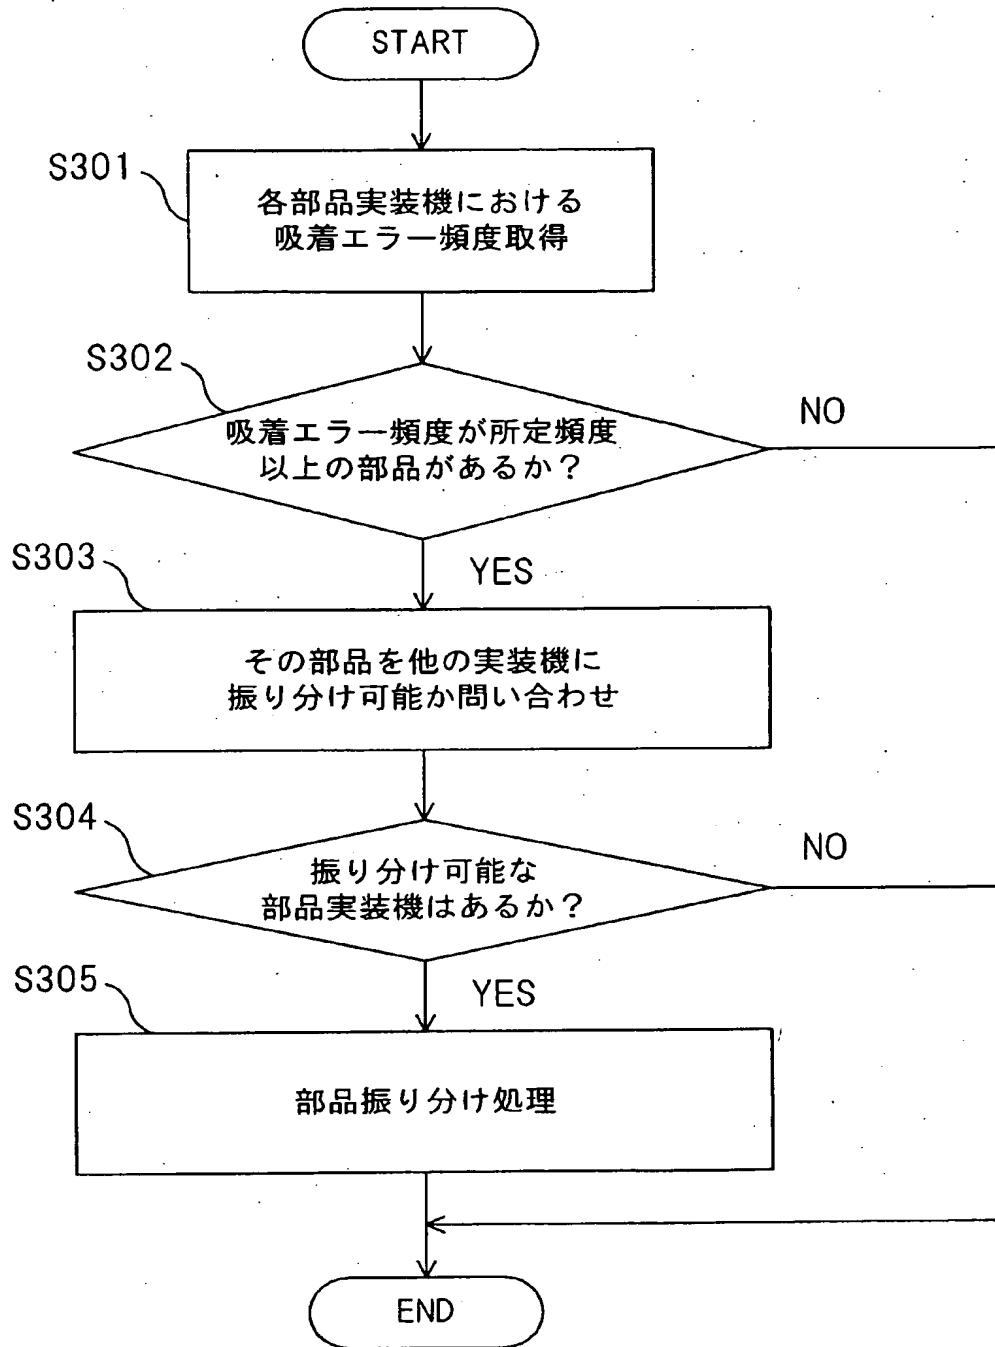 START
S301
各部品実装機における
吸着エラー頻度取得
S302
吸着エラー頻度が所定頻度
以上の部品があるか？
NO
YES
S303
その部品を他の実装機に
振り分け可能か問い合わせ
S304
振り分け可能な
部品実装機はあるか？
NO
YES
S305
部品振り分け処理
END